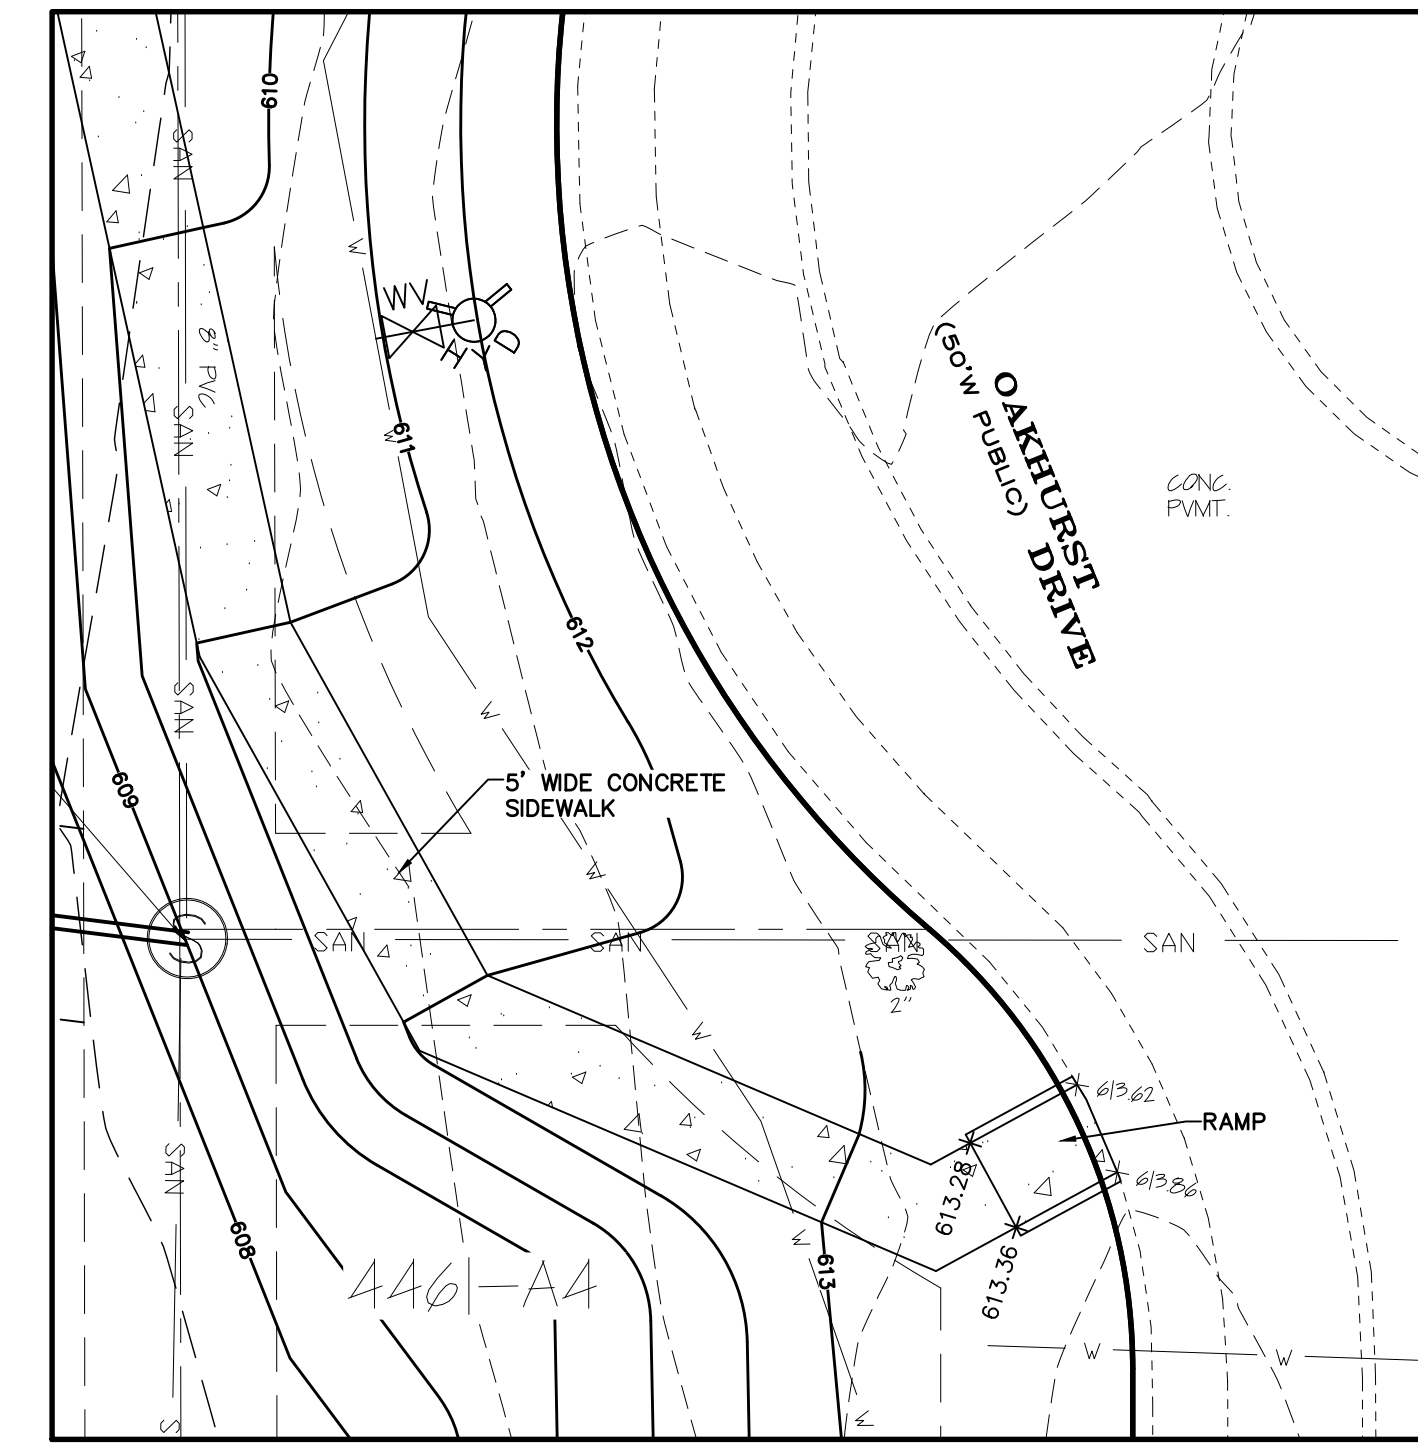 610
SAN
WV
HYD
8" PVC
SAN
W
W
611
(50'W PUBLIC)
OAKHURST DRIVE
CONC.
PVMT.
612
SAN
W
609
5' WIDE CONCRETE
SIDEWALK
W
SAN
SAN
SAN
SAN
2"
W
613.62
RAMP
SAN
613.28
613.86
608
W
613
613.36
4461-A4
W
W
W
S